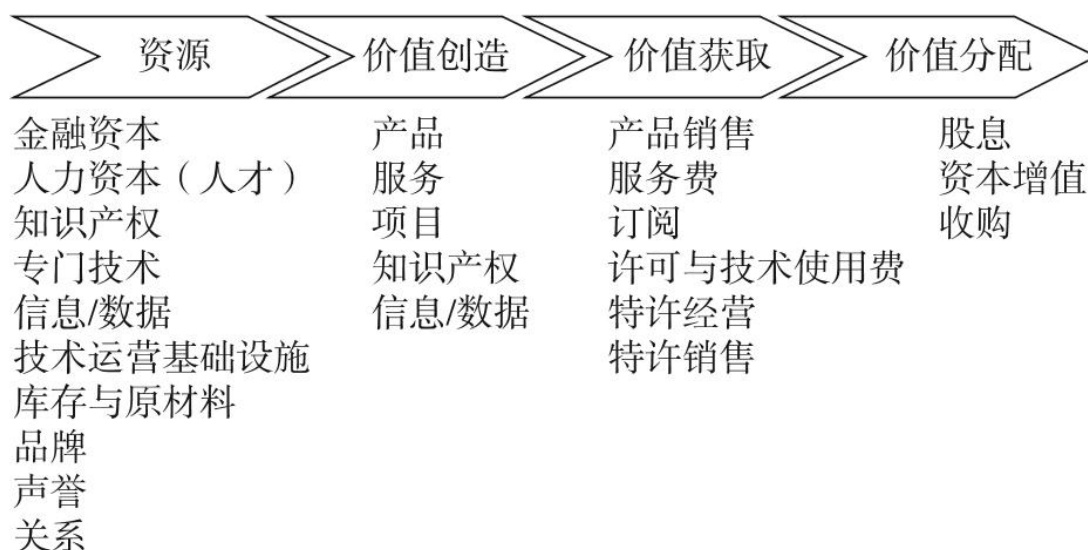 资源
价值创造
价值获取
价值分配
金融资本
人力资本（人才）
知识产权
专门技术
信息/数据
技术运营基础设施
库存与原材料
品牌
声誉
关系
产品
服务
项目
知识产权
信息/数据
产品销售
服务费
订阅
许可与技术使用费
特许经营
特许销售
股息
资本增值
收购